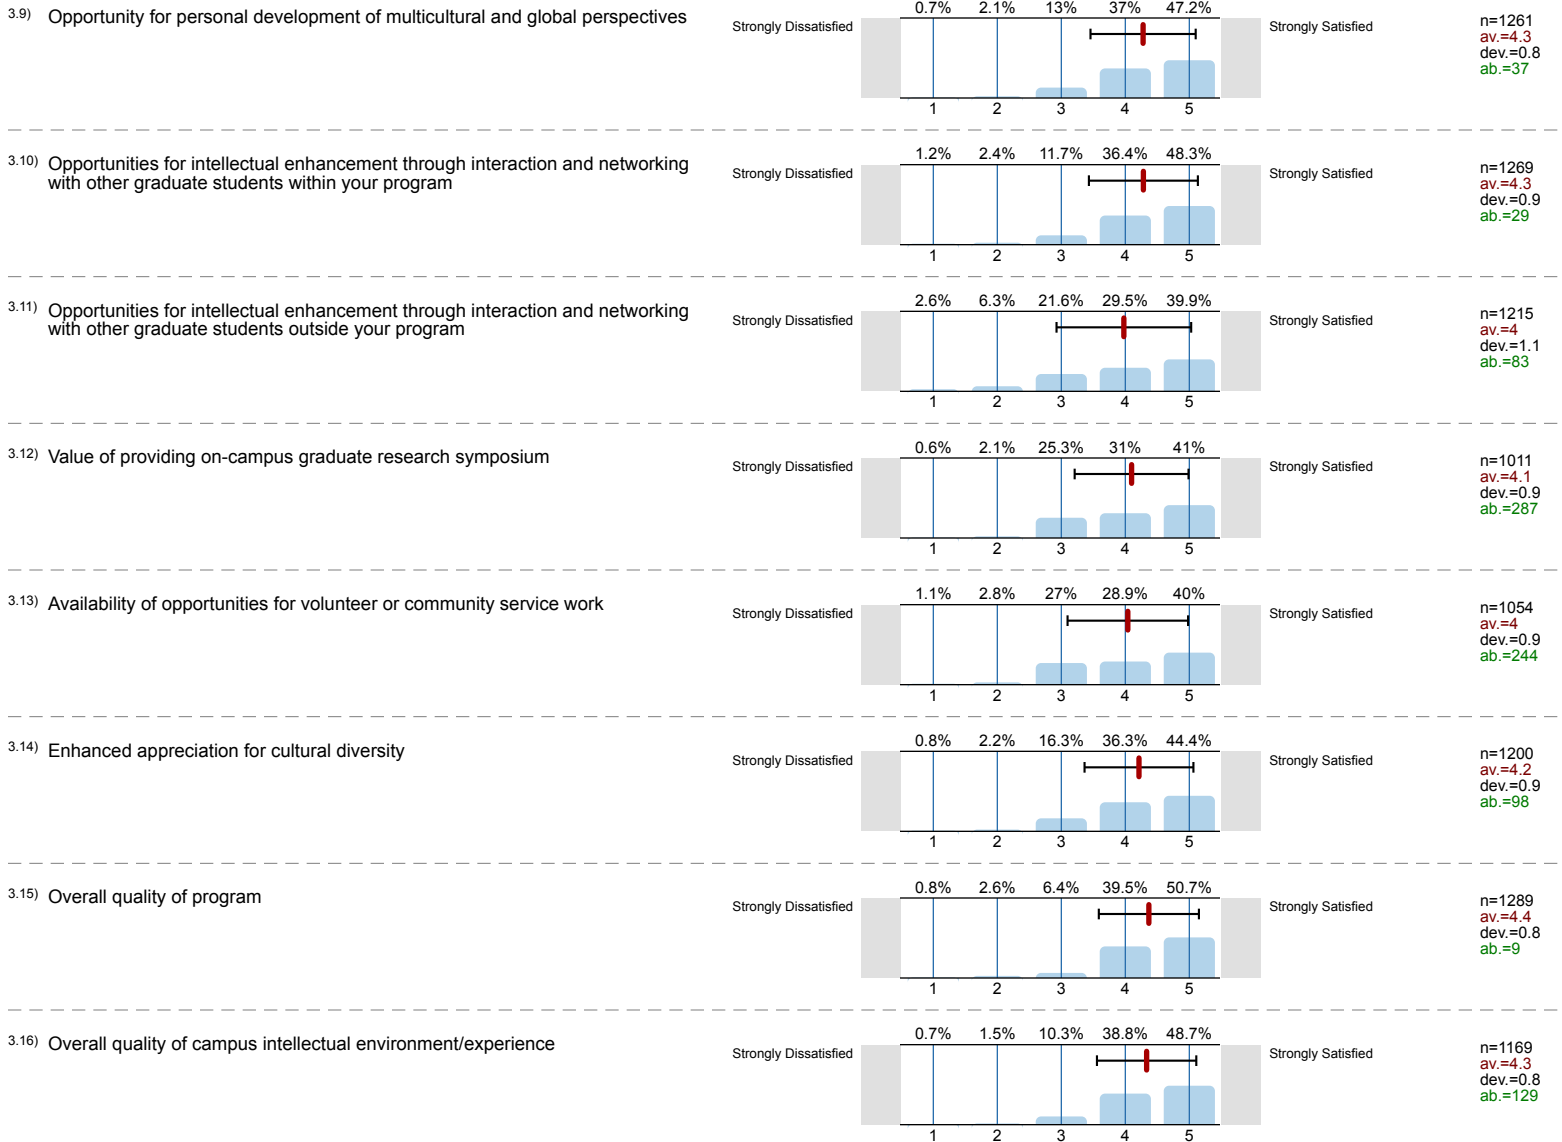 3.9) Opportunity for personal development of multicultural and global perspectives
0.7% 2.1% 13% 37% 47.2%
Strongly Dissatisfied Strongly Satisfied
n=1261
av.=4.3
dev.=0.8
ab.=37
1 2 3 4 5
3.10) Opportunities for intellectual enhancement through interaction and networking
with other graduate students within your program
1.2% 2.4% 11.7% 36.4% 48.3%
Strongly Dissatisfied Strongly Satisfied
n=1269
av.=4.3
dev.=0.9
ab.=29
1 2 3 4 5
3.11) Opportunities for intellectual enhancement through interaction and networking
with other graduate students outside your program
2.6% 6.3% 21.6% 29.5% 39.9%
Strongly Dissatisfied Strongly Satisfied
n=1215
av.=4
dev.=1.1
ab.=83
1 2 3 4 5
3.12) Value of providing on-campus graduate research symposium
0.6% 2.1% 25.3% 31% 41%
Strongly Dissatisfied Strongly Satisfied
n=1011
av.=4.1
dev.=0.9
ab.=287
1 2 3 4 5
3.13) Availability of opportunities for volunteer or community service work
1.1% 2.8% 27% 28.9% 40%
Strongly Dissatisfied Strongly Satisfied
n=1054
av.=4
dev.=0.9
ab.=244
1 2 3 4 5
3.14) Enhanced appreciation for cultural diversity
0.8% 2.2% 16.3% 36.3% 44.4%
Strongly Dissatisfied Strongly Satisfied
n=1200
av.=4.2
dev.=0.9
ab.=98
1 2 3 4 5
3.15) Overall quality of program
0.8% 2.6% 6.4% 39.5% 50.7%
Strongly Dissatisfied Strongly Satisfied
n=1289
av.=4.4
dev.=0.8
ab.=9
1 2 3 4 5
3.16) Overall quality of campus intellectual environment/experience
0.7% 1.5% 10.3% 38.8% 48.7%
Strongly Dissatisfied Strongly Satisfied
n=1169
av.=4.3
dev.=0.8
ab.=129
1 2 3 4 5